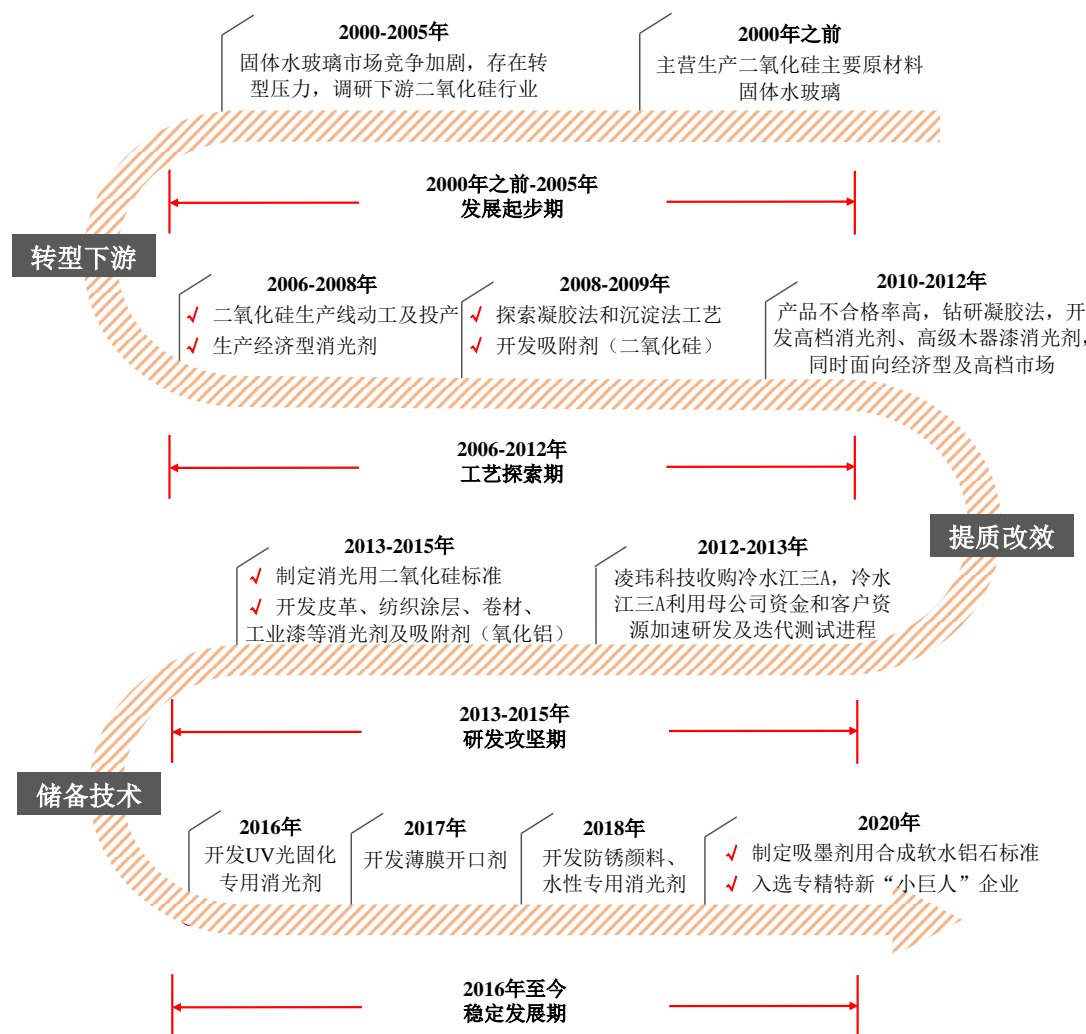 2000-2005年
固体水玻璃市场竞争加剧，存在转
型压力，调研下游二氧化硅行业
2000年之前
主营生产二氧化硅主要原材料
固体水玻璃
2000年之前-2005年
发展起步期
转型下游
2006-2008年
√ 二氧化硅生产线动工及投产
√ 生产经济型消光剂
2008-2009年
√ 探索凝胶法和沉淀法工艺
√ 开发吸附剂（二氧化硅）
2010-2012年
产品不合格率高，钻研凝胶法，开
发高档消光剂、高级木器漆消光剂，
同时面向经济型及高档市场
2006-2012年
工艺探索期
提质改效
2013-2015年
√ 制定消光用二氧化硅标准
√ 开发皮革、纺织涂层、卷材、
工业漆等消光剂及吸附剂（氧化铝）
2012-2013年
凌玮科技收购冷水江三A，冷水
江三A利用母公司资金和客户资
源加速研发及迭代测试进程
2013-2015年
研发攻坚期
储备技术
2016年
开发UV光固化
专用消光剂
2017年
开发薄膜开口剂
2018年
开发防锈颜料、
水性专用消光剂
2020年
√ 制定吸墨剂用合成软水铝石标准
√ 入选专精特新“小巨人”企业
2016年至今
稳定发展期